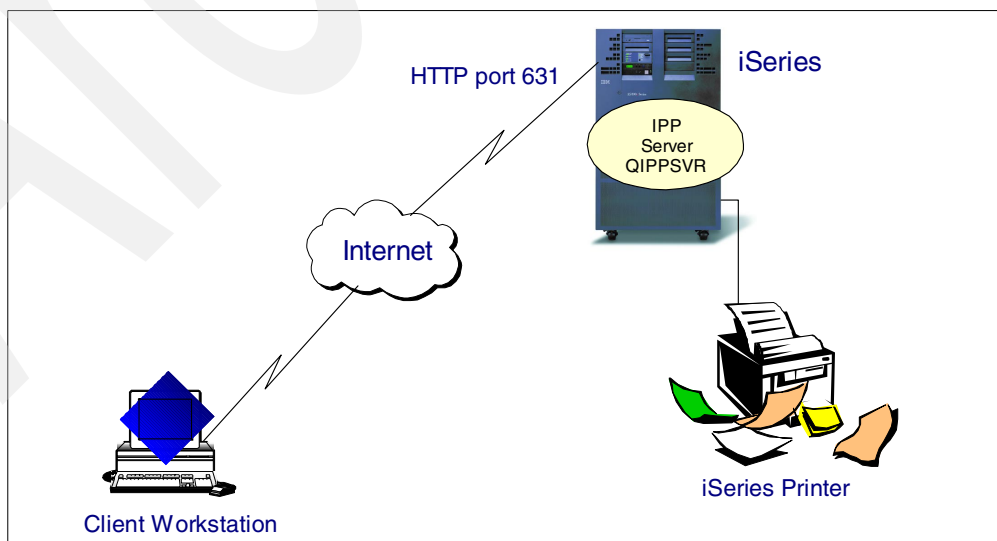 HTTP port 631
iSeries
IPP
Server
QIPPSVR
Internet
iSeries Printer
Client Workstation